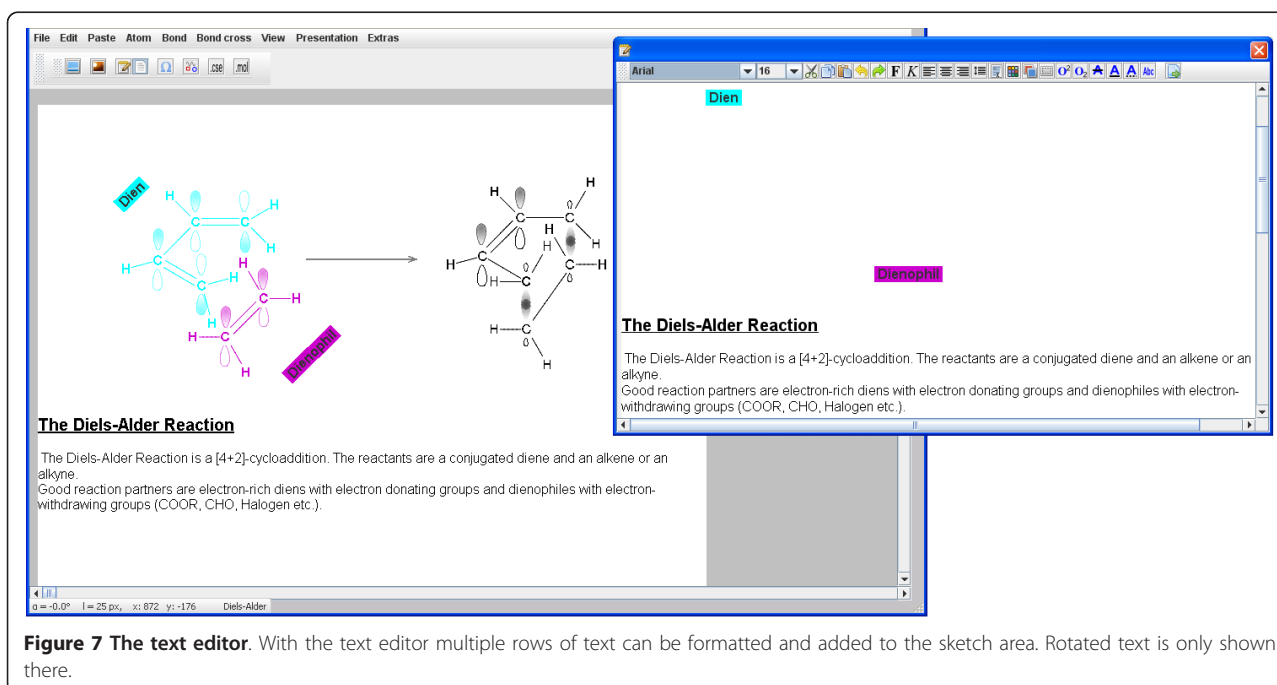 File Edit Paste Atom Bond Bond cross View Presentation Extras
Ω .cse .mol
Arial 16 F K O² O₂ A A A Abc
Dien
Dienophil
The Diels-Alder Reaction
The Diels-Alder Reaction is a [4+2]-cycloaddition. The reactants are a conjugated diene and an alkene or an
alkyne.
Good reaction partners are electron-rich diens with electron donating groups and dienophiles with electron-
withdrawing groups (COOR, CHO, Halogen etc.).
Dien
H C C H
H
H C C H
H
H C H
H C
H
Dienophil
H C C H
H
H
H C C H
H C
H C
H
The Diels-Alder Reaction
The Diels-Alder Reaction is a [4+2]-cycloaddition. The reactants are a conjugated diene and an alkene or an
alkyne.
Good reaction partners are electron-rich diens with electron donating groups and dienophiles with electron-
withdrawing groups (COOR, CHO, Halogen etc.).
α = -0.0° l = 25 px, x: 872 y: -176 Diels-Alder
Figure 7 The text editor. With the text editor multiple rows of text can be formatted and added to the sketch area. Rotated text is only shown
there.